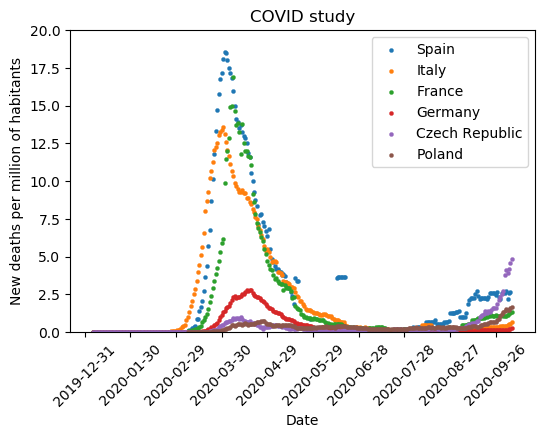 COVID study
New deaths per million of habitants
20.0
17.5
15.0
12.5
10.0
7.5
5.0
2.5
0.0
Spain
Italy
France
Germany
Czech Republic
Poland
2019-12-31
2020-01-30
2020-02-29
2020-03-30
2020-04-29
2020-05-29
2020-06-28
2020-07-28
2020-08-27
2020-09-26
Date